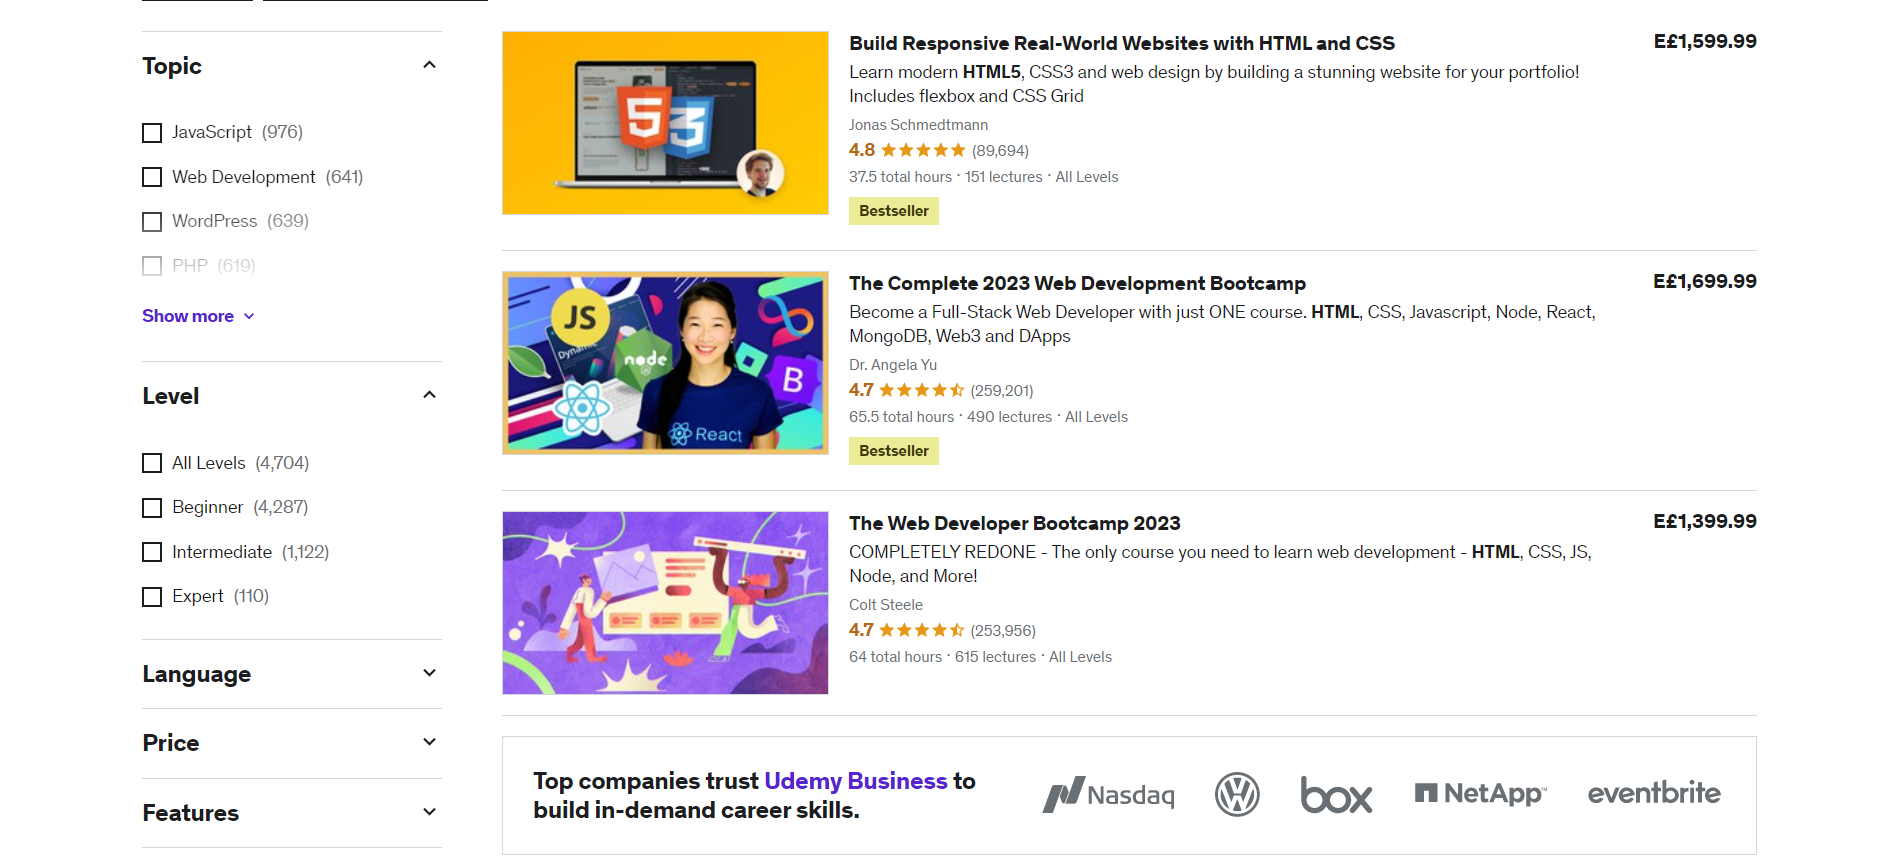 Topic
JavaScript (976)
Web Development (641)
WordPress (639)
PHP (619)
Show more
Level
All Levels (4,704)
Beginner (4,287)
Intermediate (1,122)
Expert (110)
Language
Price
Features
5 3
Build Responsive Real-World Websites with HTML and CSS
E£1,599.99
Learn modern HTML5, CSS3 and web design by building a stunning website for your portfolio!
Includes flexbox and CSS Grid
Jonas Schmedtmann
4.8 (89,694)
37.5 total hours · 151 lectures · All Levels
Bestseller
JS
Dynamic
node
JS
B
React
The Complete 2023 Web Development Bootcamp
E£1,699.99
Become a Full-Stack Web Developer with just ONE course. HTML, CSS, Javascript, Node, React,
MongoDB, Web3 and DApps
Dr. Angela Yu
4.7 (259,201)
65.5 total hours · 490 lectures · All Levels
Bestseller
The Web Developer Bootcamp 2023
E£1,399.99
COMPLETELY REDONE - The only course you need to learn web development - HTML, CSS, JS,
Node, and More!
Colt Steele
4.7 (253,956)
64 total hours · 615 lectures · All Levels
Top companies trust Udemy Business to
build in-demand career skills.
Nasdaq
box
NetApp™
eventbrite